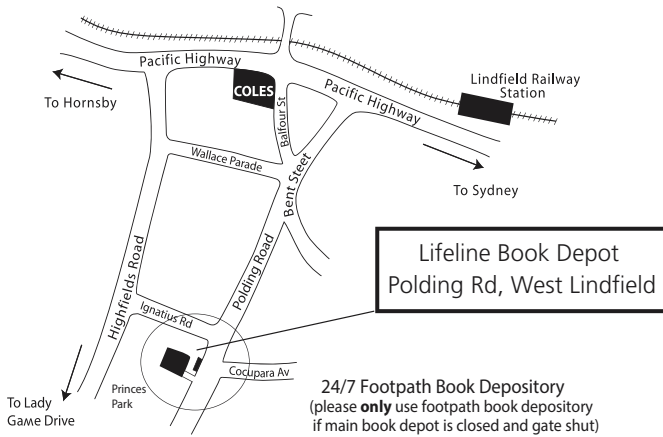 Pacific Highway
To Hornsby
COLES
Balfour St
Pacific Highway
Lindfield Railway
Station
To Sydney
Wallace Parade
Bent Steet
Highfields Road
Polding Road
Lifeline Book Depot
Polding Rd, West Lindfield
Ignatius Rd
Cocupara Av
Princes
Park
To Lady
Game Drive
24/7 Footpath Book Depository
(please only use footpath book depository
if main book depot is closed and gate shut)